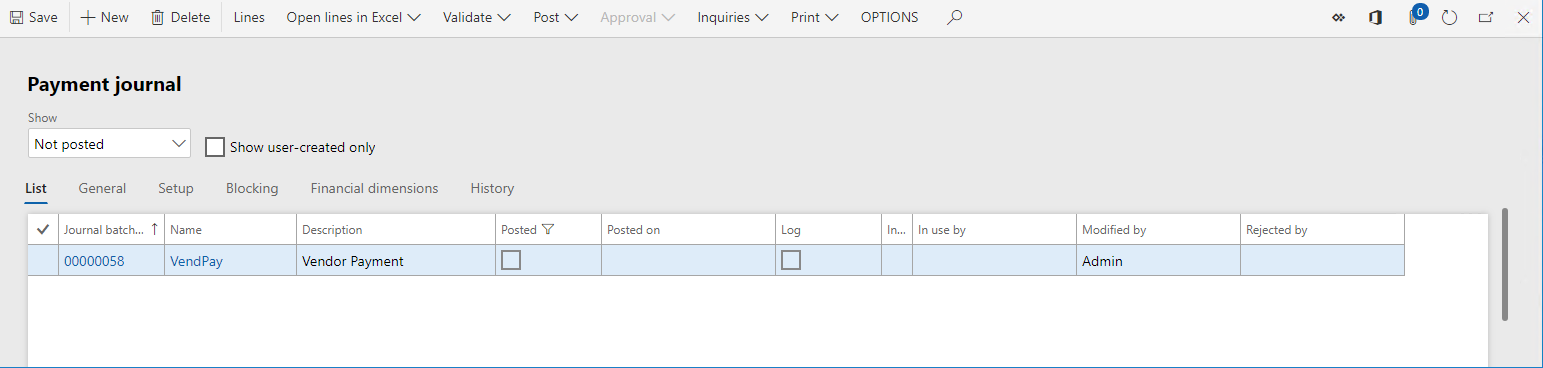 Save New Delete Lines Open lines in Excel Validate Post Approval Inquiries Print OPTIONS 0
Payment journal
Show
Not posted Show user-created only
List General Setup Blocking Financial dimensions History
Journal batch... Name Description Posted Posted on Log In... In use by Modified by Rejected by
00000058 VendPay Vendor Payment Admin